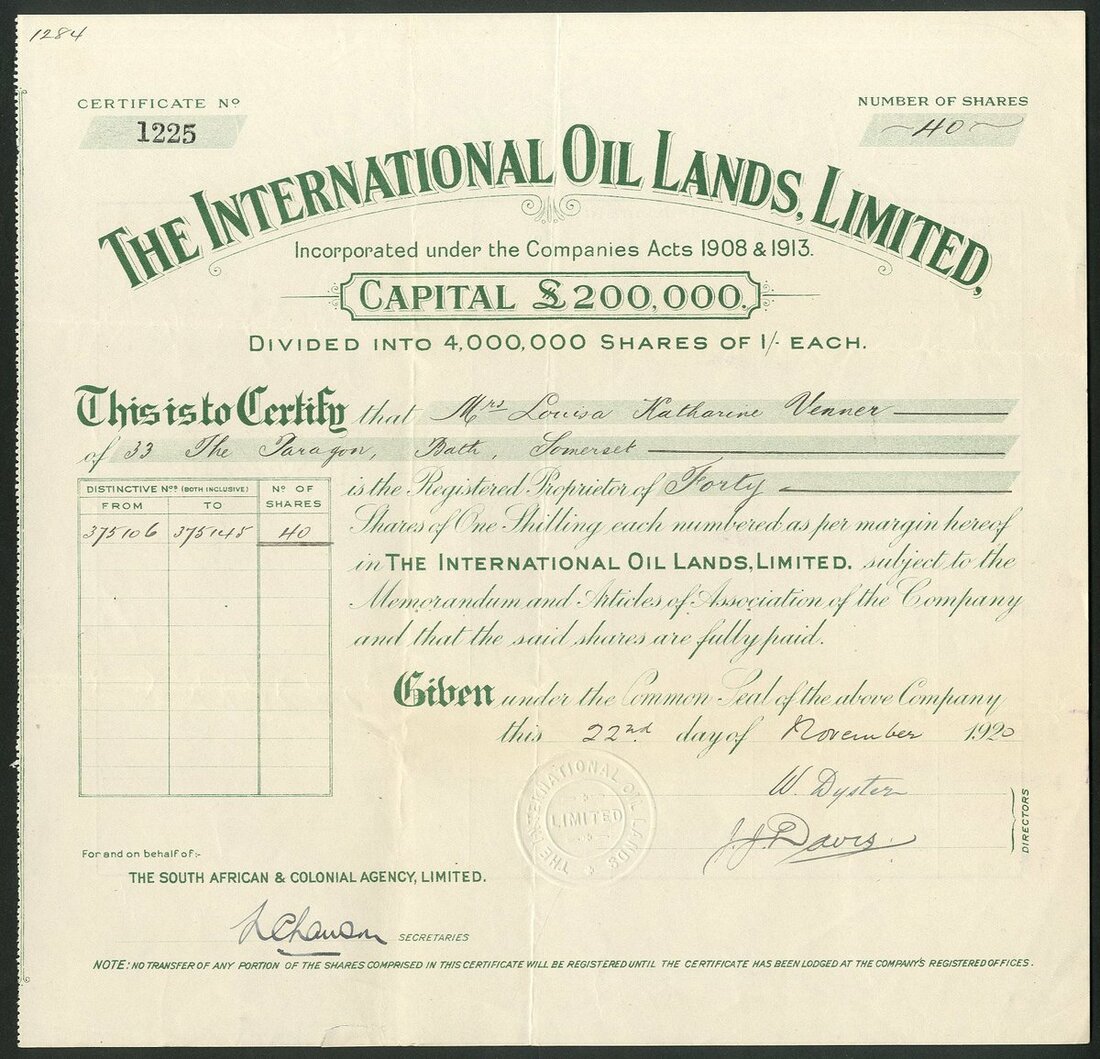 1284
CERTIFICATE Nº
1225
NUMBER OF SHARES
40
THE INTERNATIONAL OIL LANDS, LIMITED,
Incorporated under the Companies Acts 1908 & 1913.
CAPITAL £200,000.
DIVIDED INTO 4,000,000 SHARES OF 1/- EACH.
This is to Certify that Mrs Louisa Katharine Venner
of 33 The Paragon, Bath, Somerset
is the Registered Proprietor of Forty
Shares of One Shilling each numbered as per margin hereof
in THE INTERNATIONAL OIL LANDS, LIMITED. subject to the
Memorandum and Articles of Association of the Company
and that the said shares are fully paid.
DISTINCTIVE Nºs (BOTH INCLUSIVE) Nº OF SHARES
FROM TO
375106 375145 40
Given under the Common Seal of the above Company
this 22nd day of November 1920
THE INTERNATIONAL OIL LANDS
LIMITED
W. Dyster
J. J. Davis
DIRECTORS
For and on behalf of:-
THE SOUTH AFRICAN & COLONIAL AGENCY, LIMITED.
SECRETARIES
NOTE: NO TRANSFER OF ANY PORTION OF THE SHARES COMPRISED IN THIS CERTIFICATE WILL BE REGISTERED UNTIL THE CERTIFICATE HAS BEEN LODGED AT THE COMPANY'S REGISTERED OFFICES.